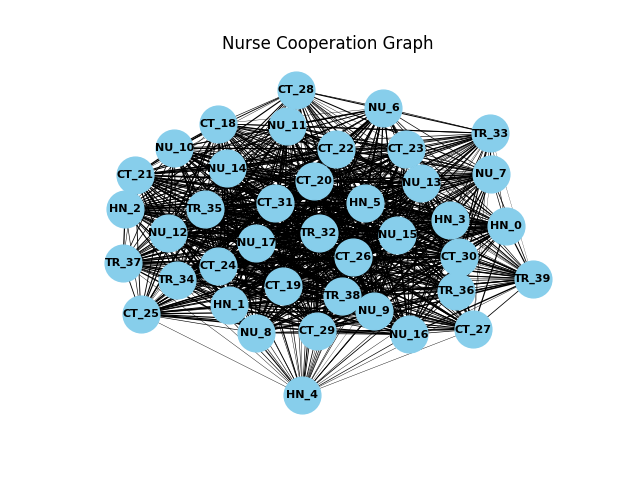 Nurse Cooperation Graph
CT_28
NU_6
CT_18
NU_11
TR_33
NU_10
CT_22
CT_23
NU_14
CT_21
NU_7
CT_20
NU_13
CT_31
HN_5
HN_2
TR_35
HN_3
HN_0
NU_12
TR_32
NU_15
NU_17
CT_26
CT_30
TR_37
CT_24
TR_34
TR_39
CT_19
TR_36
TR_38
HN_1
NU_9
CT_25
NU_8
CT_29
NU_16
CT_27
HN_4